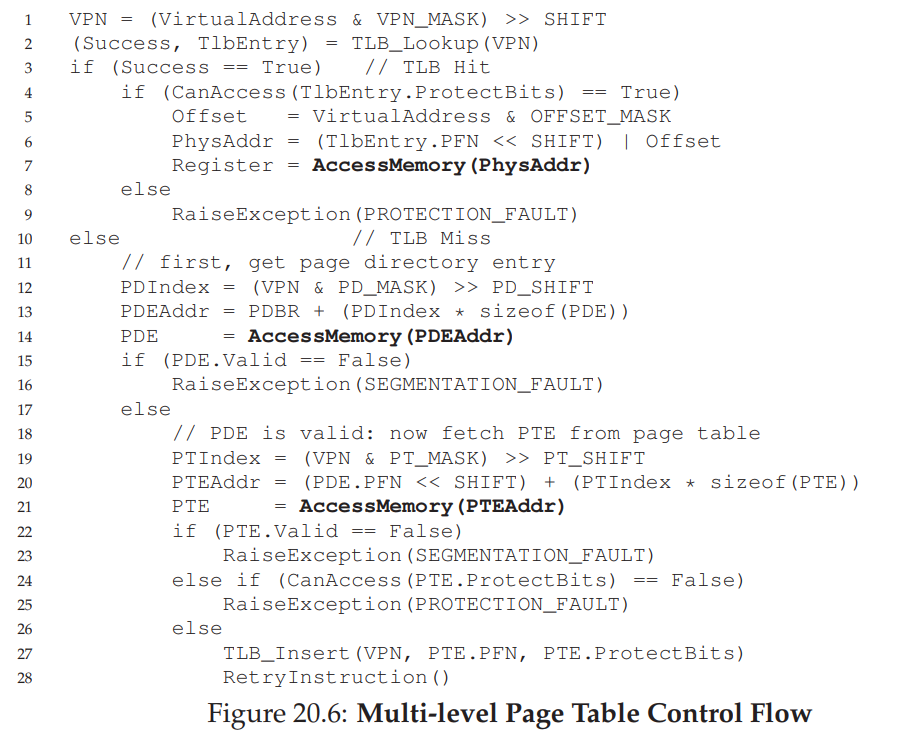 1 VPN = (VirtualAddress & VPN_MASK) >> SHIFT
2 (Success, TlbEntry) = TLB_Lookup(VPN)
3 if (Success == True) // TLB Hit
4 if (CanAccess(TlbEntry.ProtectBits) == True)
5 Offset = VirtualAddress & OFFSET_MASK
6 PhysAddr = (TlbEntry.PFN << SHIFT) | Offset
7 Register = AccessMemory(PhysAddr)
8 else
9 RaiseException(PROTECTION_FAULT)
10 else // TLB Miss
11 // first, get page directory entry
12 PDIndex = (VPN & PD_MASK) >> PD_SHIFT
13 PDEAddr = PDBR + (PDIndex * sizeof(PDE))
14 PDE = AccessMemory(PDEAddr)
15 if (PDE.Valid == False)
16 RaiseException(SEGMENTATION_FAULT)
17 else
18 // PDE is valid: now fetch PTE from page table
19 PTIndex = (VPN & PT_MASK) >> PT_SHIFT
20 PTEAddr = (PDE.PFN << SHIFT) + (PTIndex * sizeof(PTE))
21 PTE = AccessMemory(PTEAddr)
22 if (PTE.Valid == False)
23 RaiseException(SEGMENTATION_FAULT)
24 else if (CanAccess(PTE.ProtectBits) == False)
25 RaiseException(PROTECTION_FAULT)
26 else
27 TLB_Insert(VPN, PTE.PFN, PTE.ProtectBits)
28 RetryInstruction()
Figure 20.6: Multi-level Page Table Control Flow